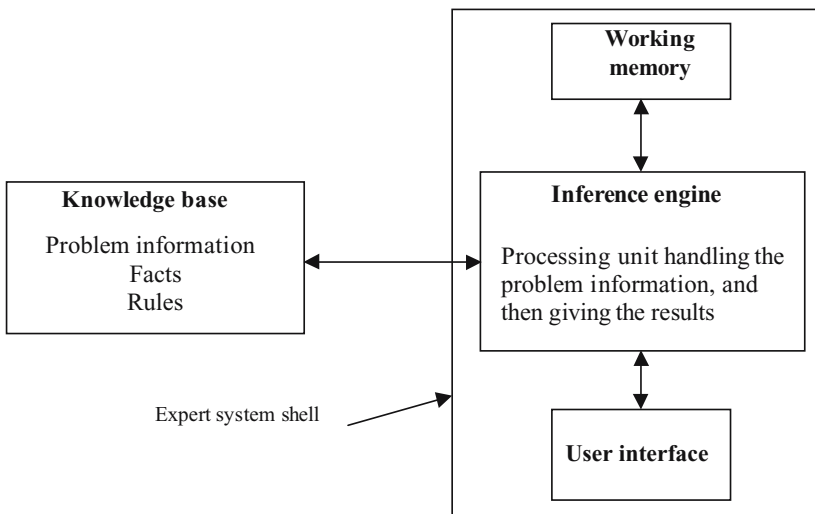 Working
memory
Knowledge base
Problem information
Facts
Rules
Inference engine
Processing unit handling the
problem information, and
then giving the results
Expert system shell
User interface